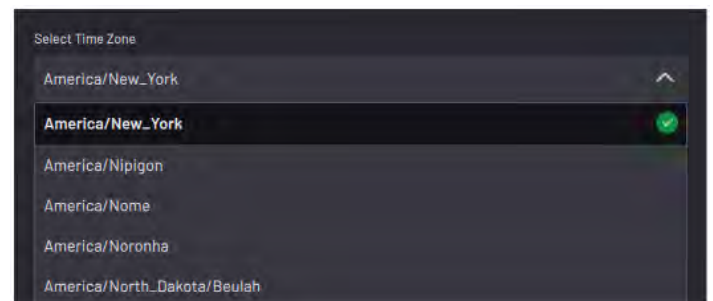 Select Time Zone
America/New_York
America/New_York
America/Nipigon
America/Nome
America/Noronha
America/North_Dakota/Beulah